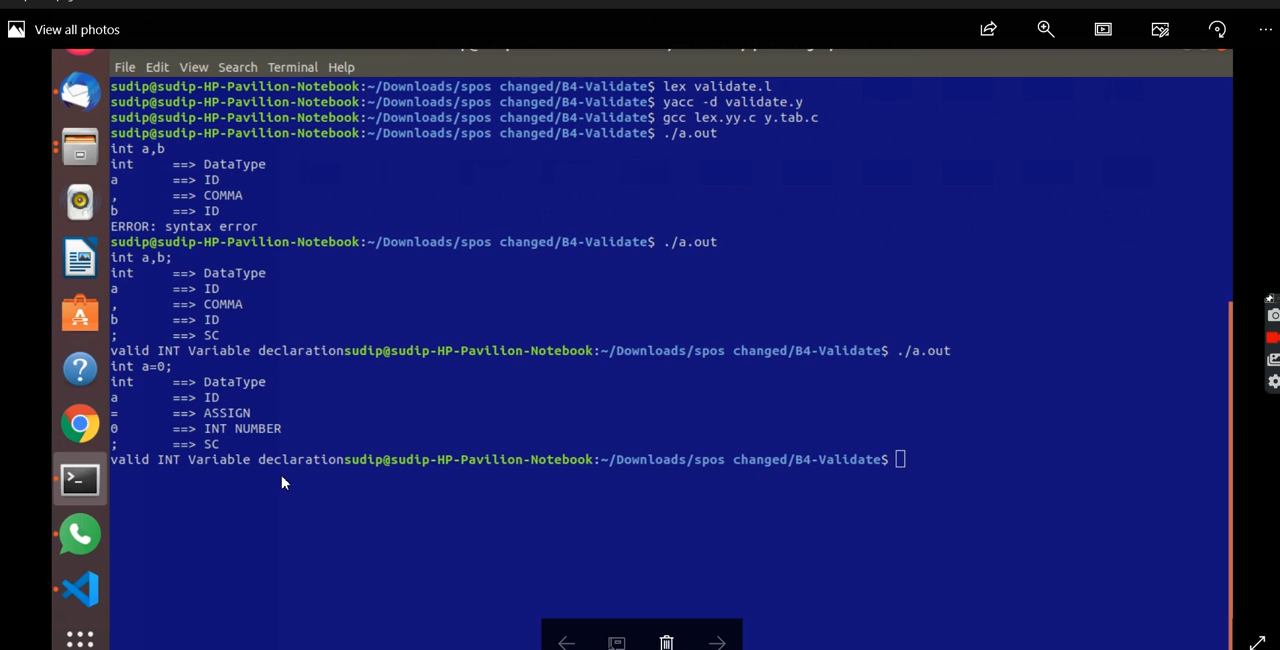 View all photos
File Edit View Search Terminal Help
sudip@sudip-HP-Pavilion-Notebook:~/Downloads/spos changed/B4-Validate$ lex validate.l
sudip@sudip-HP-Pavilion-Notebook:~/Downloads/spos changed/B4-Validate$ yacc -d validate.y
sudip@sudip-HP-Pavilion-Notebook:~/Downloads/spos changed/B4-Validate$ gcc lex.yy.c y.tab.c
sudip@sudip-HP-Pavilion-Notebook:~/Downloads/spos changed/B4-Validate$ ./a.out
int a,b
int ==> DataType
a ==> ID
, ==> COMMA
b ==> ID
ERROR: syntax error
sudip@sudip-HP-Pavilion-Notebook:~/Downloads/spos changed/B4-Validate$ ./a.out
int a,b;
int ==> DataType
a ==> ID
, ==> COMMA
b ==> ID
; ==> SC
valid INT Variable declarationsudip@sudip-HP-Pavilion-Notebook:~/Downloads/spos changed/B4-Validate$ ./a.out
int a=0;
int ==> DataType
a ==> ID
= ==> ASSIGN
0 ==> INT NUMBER
; ==> SC
valid INT Variable declarationsudip@sudip-HP-Pavilion-Notebook:~/Downloads/spos changed/B4-Validate$